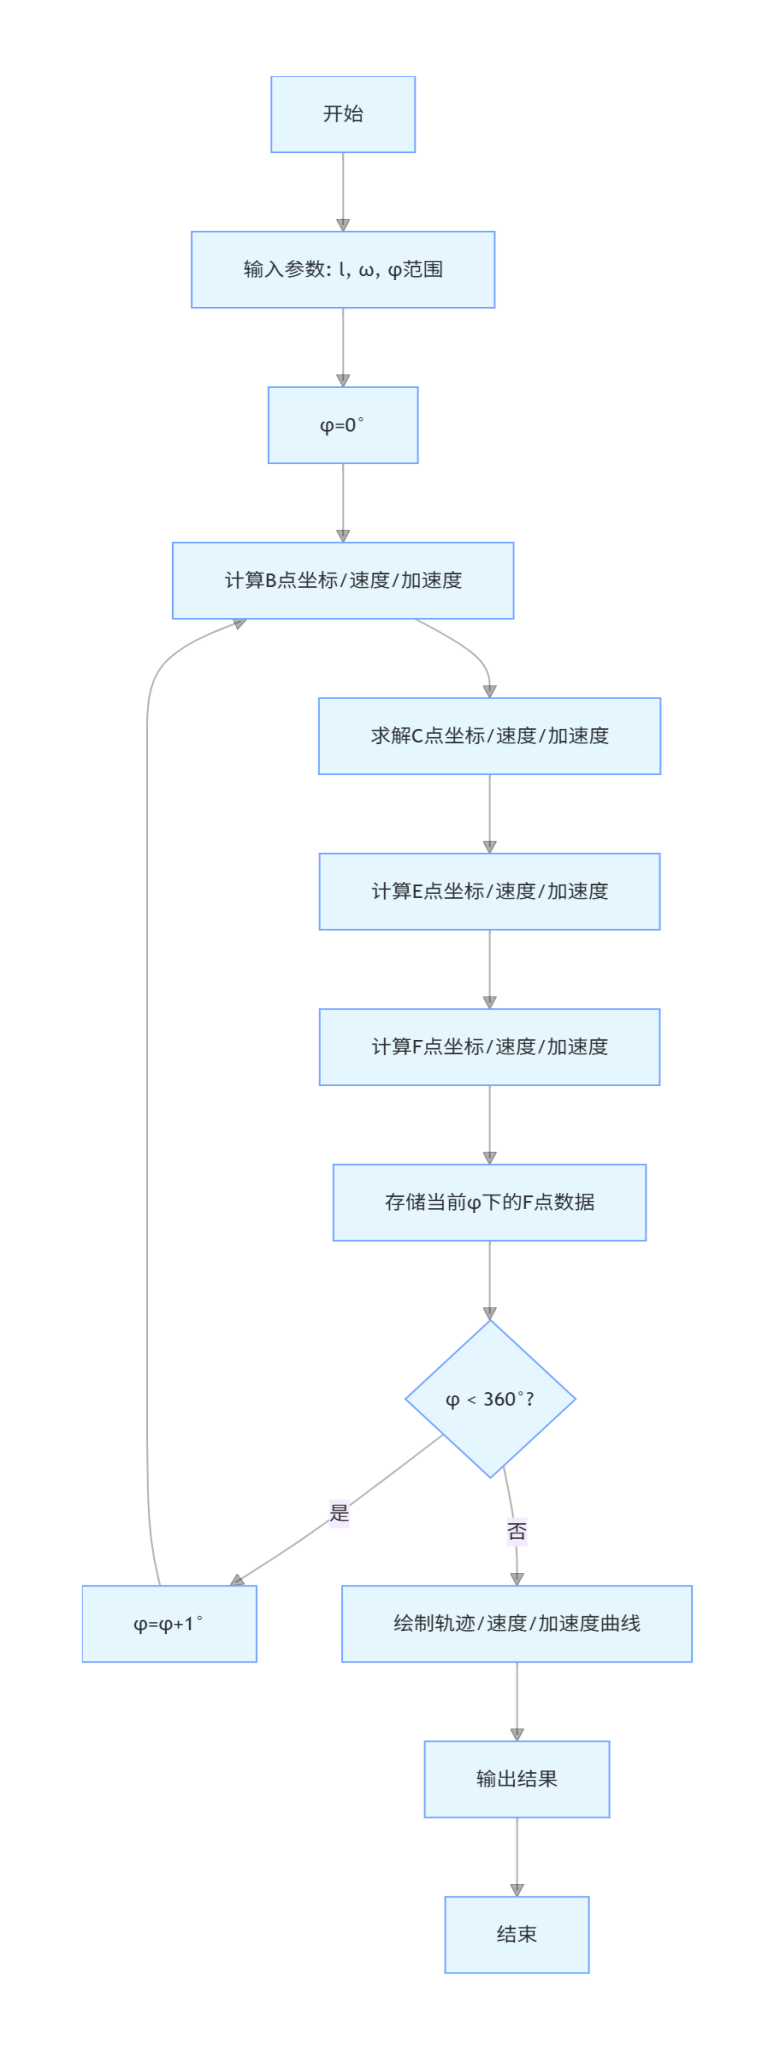 开始
输入参数: l, ω, φ范围
φ=0°
计算B点坐标/速度/加速度
求解C点坐标/速度/加速度
计算E点坐标/速度/加速度
计算F点坐标/速度/加速度
存储当前φ下的F点数据
φ < 360°?
是
否
φ=φ+1°
绘制轨迹/速度/加速度曲线
输出结果
结束